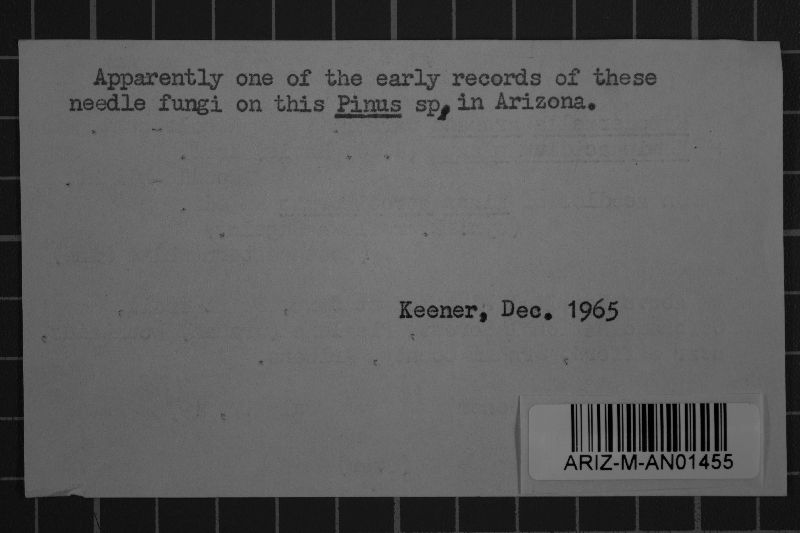 Apparently one of the early records of these
needle fungi on this Pinus sp, in Arizona.
Keener, Dec. 1965
ARIZ-M-AN01455